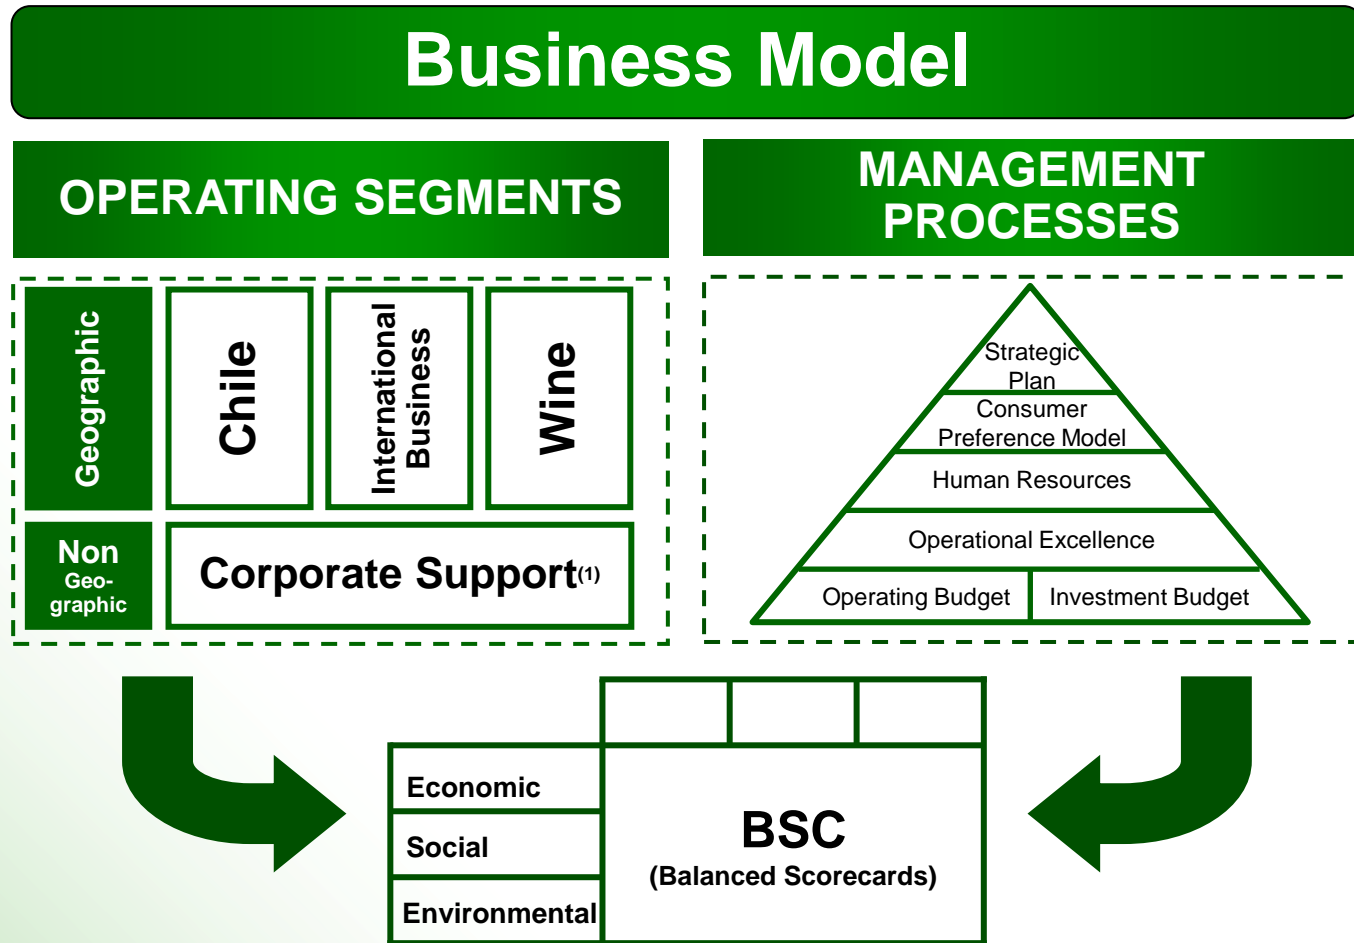 Business Model
OPERATING SEGMENTS
MANAGEMENT
PROCESSES
Geographic
Chile
International
Business
Wine
Non
Geo-
graphic
Corporate Support(1)
Strategic
Plan
Consumer
Preference Model
Human Resources
Operational Excellence
Operating Budget
Investment Budget
Economic
Social
Environmental
BSC
(Balanced Scorecards)